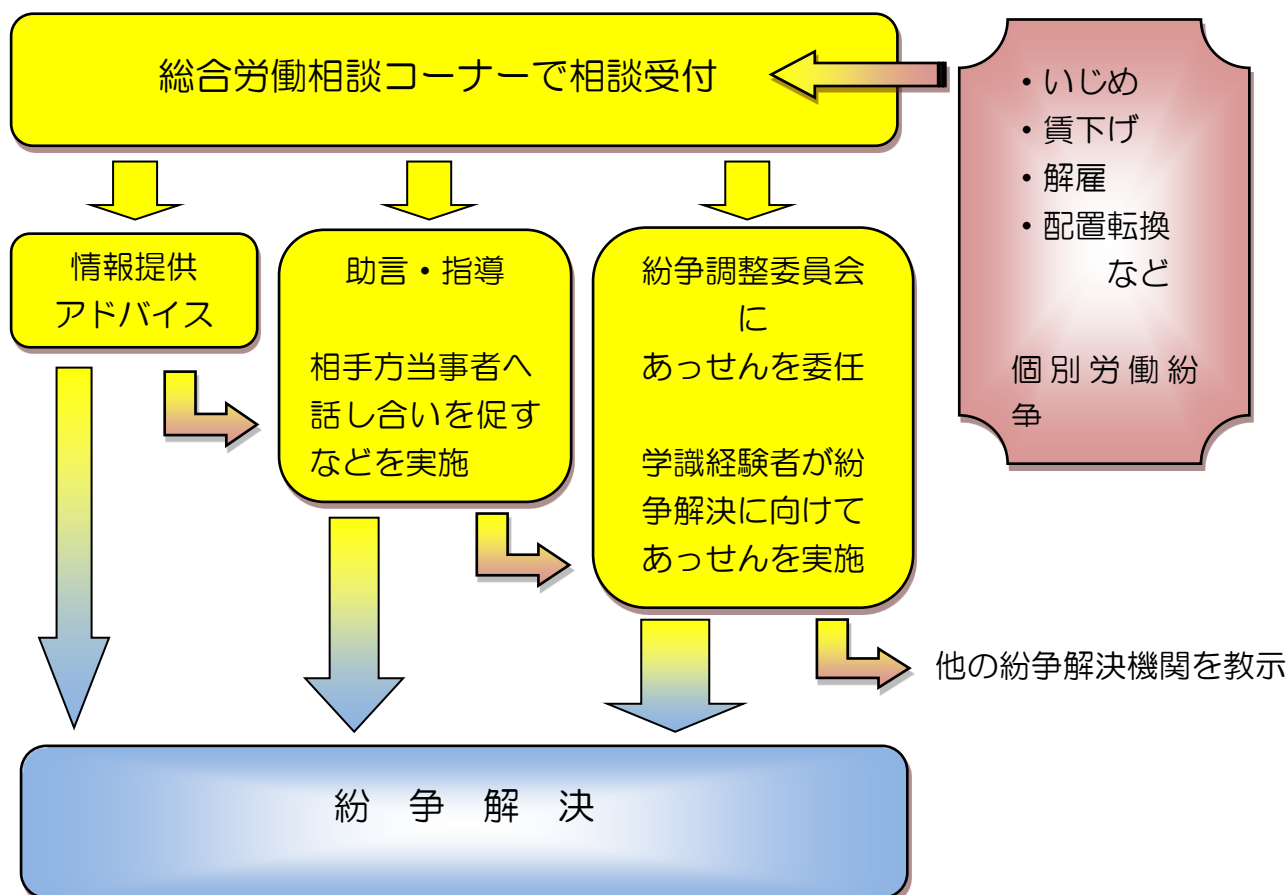 総合労働相談コーナーで相談受付
・いじめ
・賃下げ
・解雇
・配置転換
など
個別労働紛
争
情報提供
アドバイス
助言・指導
相手方当事者へ
話し合いを促す
などを実施
紛争調整委員会
に
あっせんを委任
学識経験者が紛
争解決に向けて
あっせんを実施
他の紛争解決機関を教示
紛　争　解　決